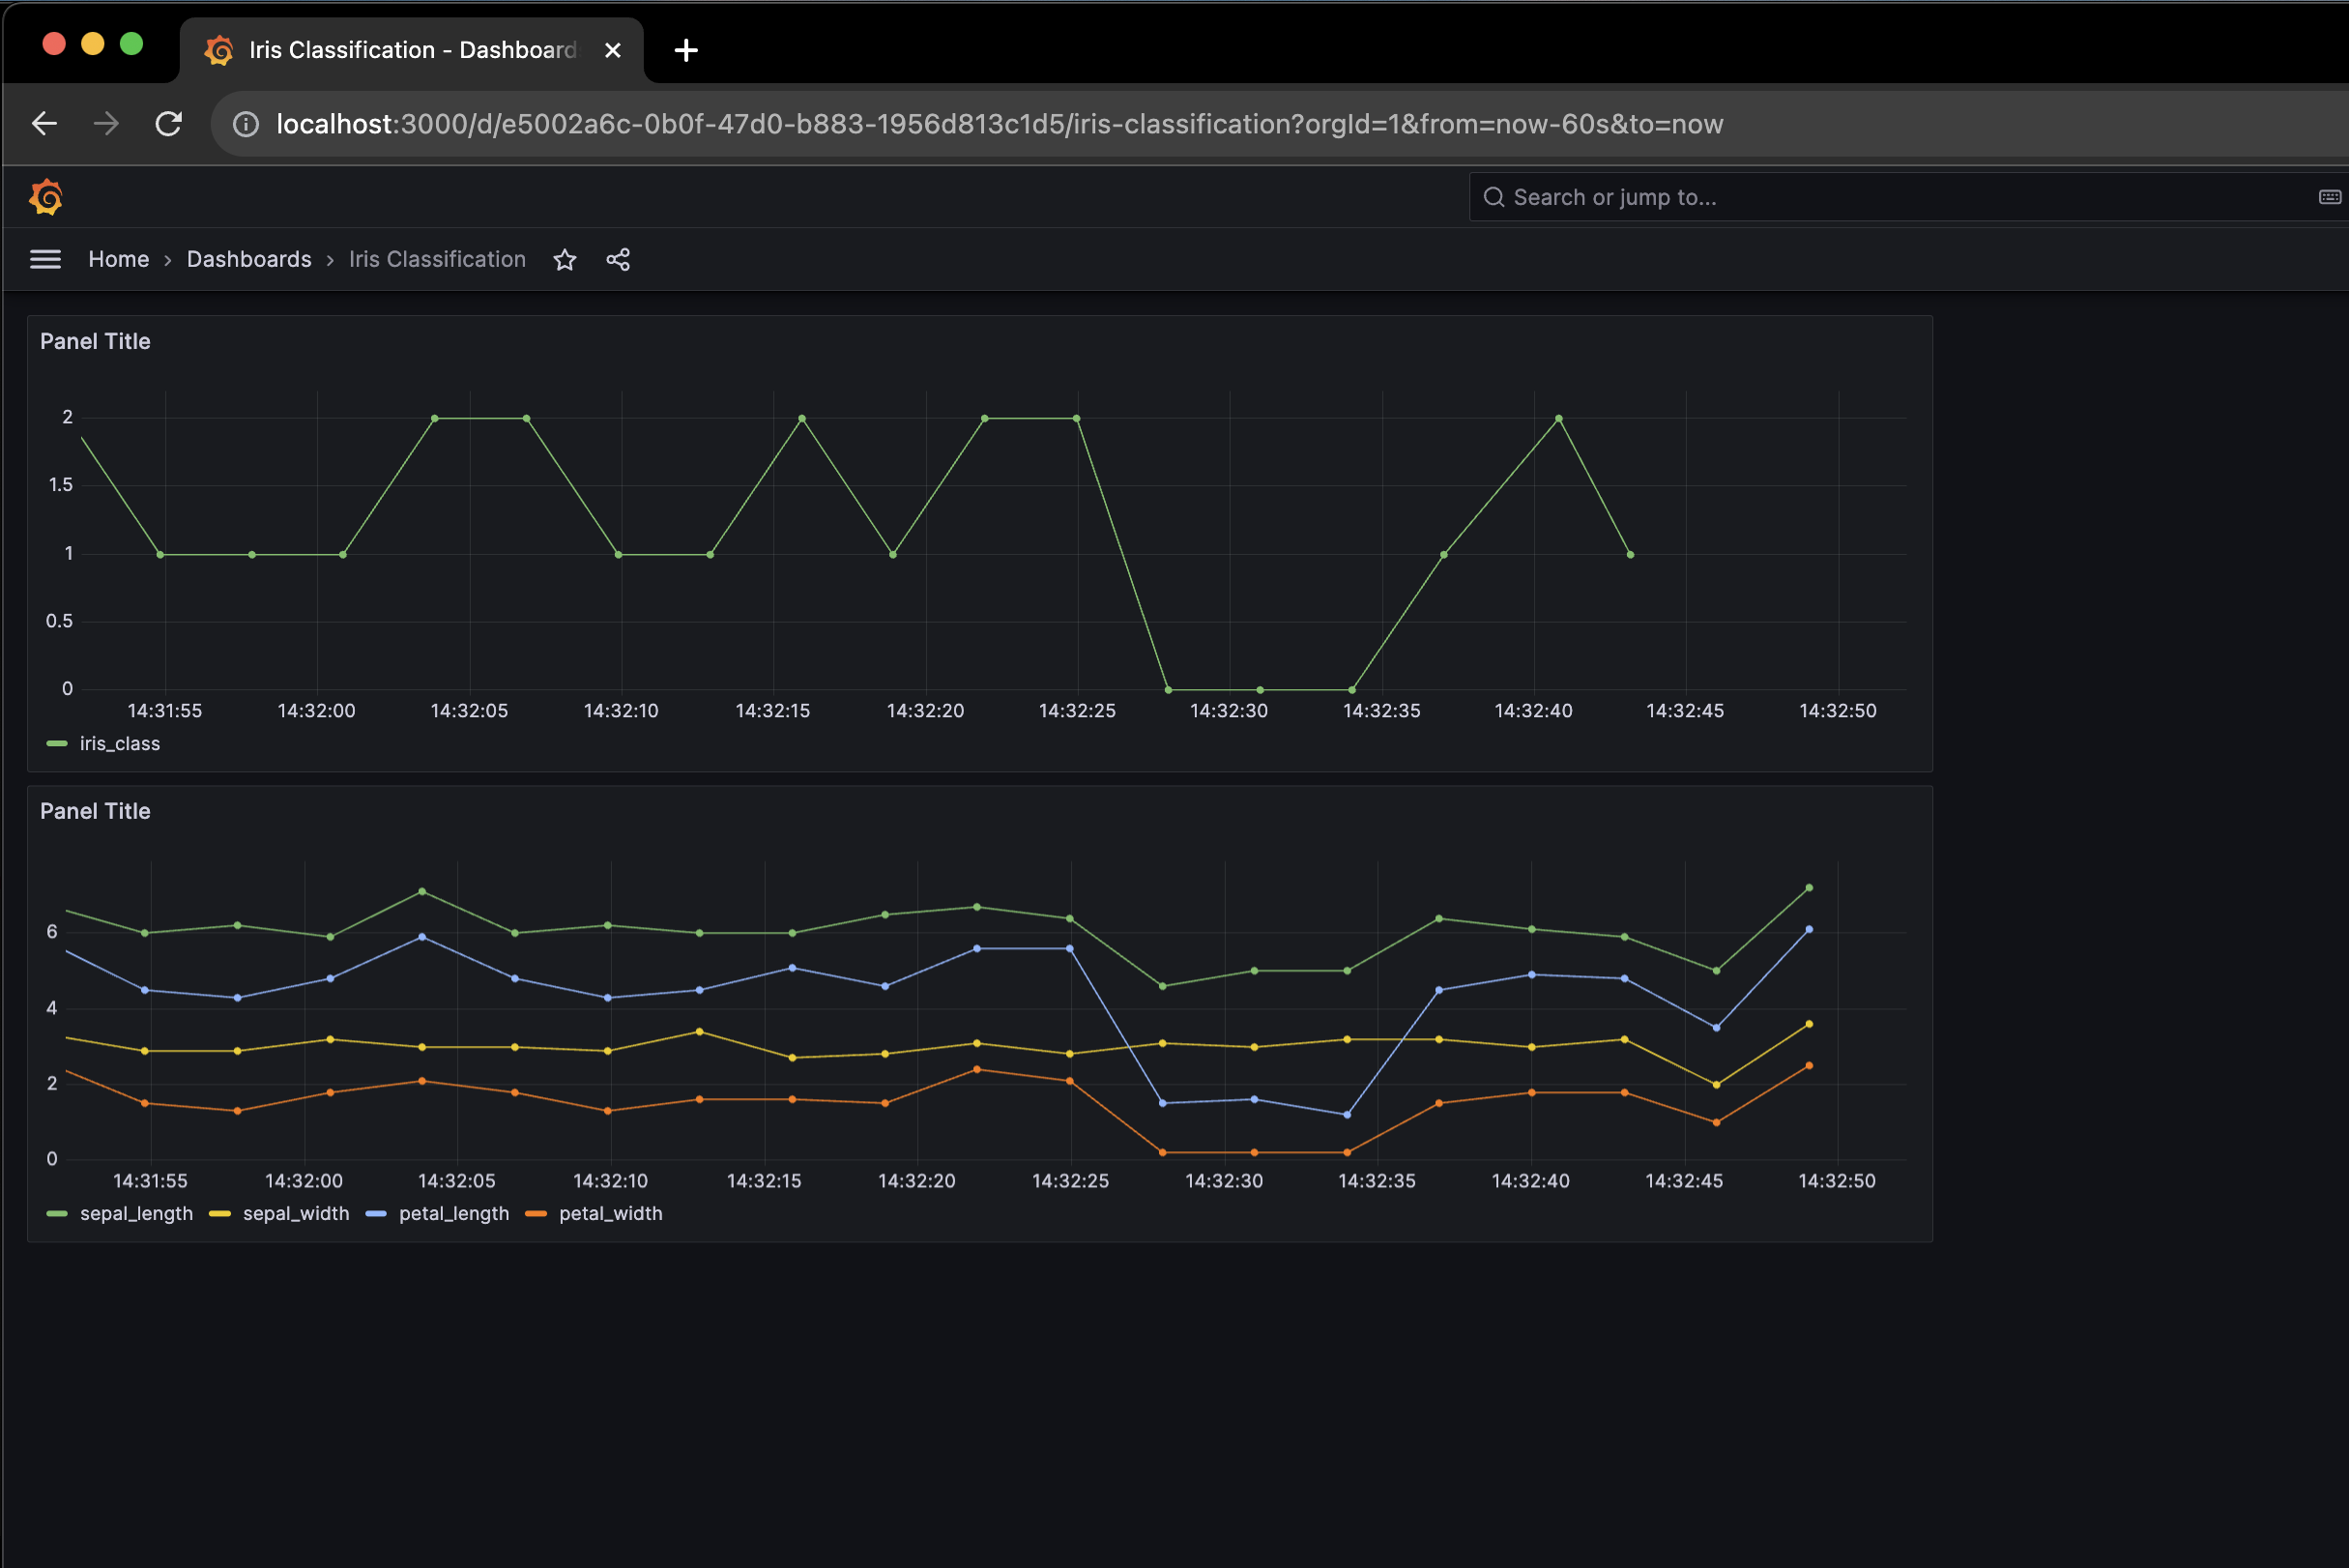 Iris Classification - Dashboard
localhost:3000/d/e5002a6c-0b0f-47d0-b883-1956d813c1d5/iris-classification?orgId=1&from=now-60s&to=now
Search or jump to...
Home › Dashboards › Iris Classification
Panel Title
2
1.5
1
0.5
0
14:31:55 14:32:00 14:32:05 14:32:10 14:32:15 14:32:20 14:32:25 14:32:30 14:32:35 14:32:40 14:32:45 14:32:50
iris_class
Panel Title
6
4
2
0
14:31:55 14:32:00 14:32:05 14:32:10 14:32:15 14:32:20 14:32:25 14:32:30 14:32:35 14:32:40 14:32:45 14:32:50
sepal_length sepal_width petal_length petal_width